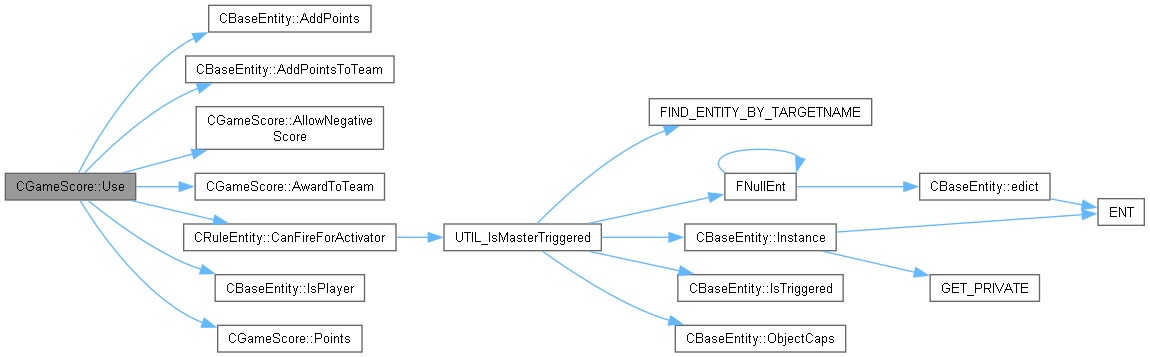 CBaseEntity::AddPoints
CBaseEntity::AddPointsToTeam
CGameScore::AllowNegative
Score
CGameScore::Use
CGameScore::AwardToTeam
CRuleEntity::CanFireForActivator
CBaseEntity::IsPlayer
CGameScore::Points
UTIL_IsMasterTriggered
FIND_ENTITY_BY_TARGETNAME
FNullEnt
CBaseEntity::Instance
CBaseEntity::IsTriggered
CBaseEntity::ObjectCaps
CBaseEntity::edict
GET_PRIVATE
ENT